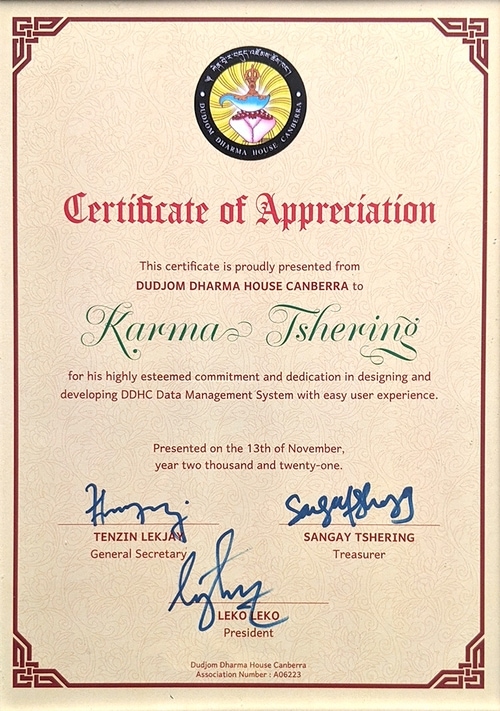 DUDJOM DHARMA HOUSE CANBERRA
Certificate of Appreciation
This certificate is proudly presented from
DUDJOM DHARMA HOUSE CANBERRA to
Karma Tshering
for his highly esteemed commitment and dedication in designing and
developing DDHC Data Management System with easy user experience.
Presented on the 13th of November,
year two thousand and twenty-one.
TENZIN LEKJAY
General Secretary
SANGAY TSHERING
Treasurer
LEKO LEKO
President
Dudjom Dharma House Canberra
Association Number : A06223